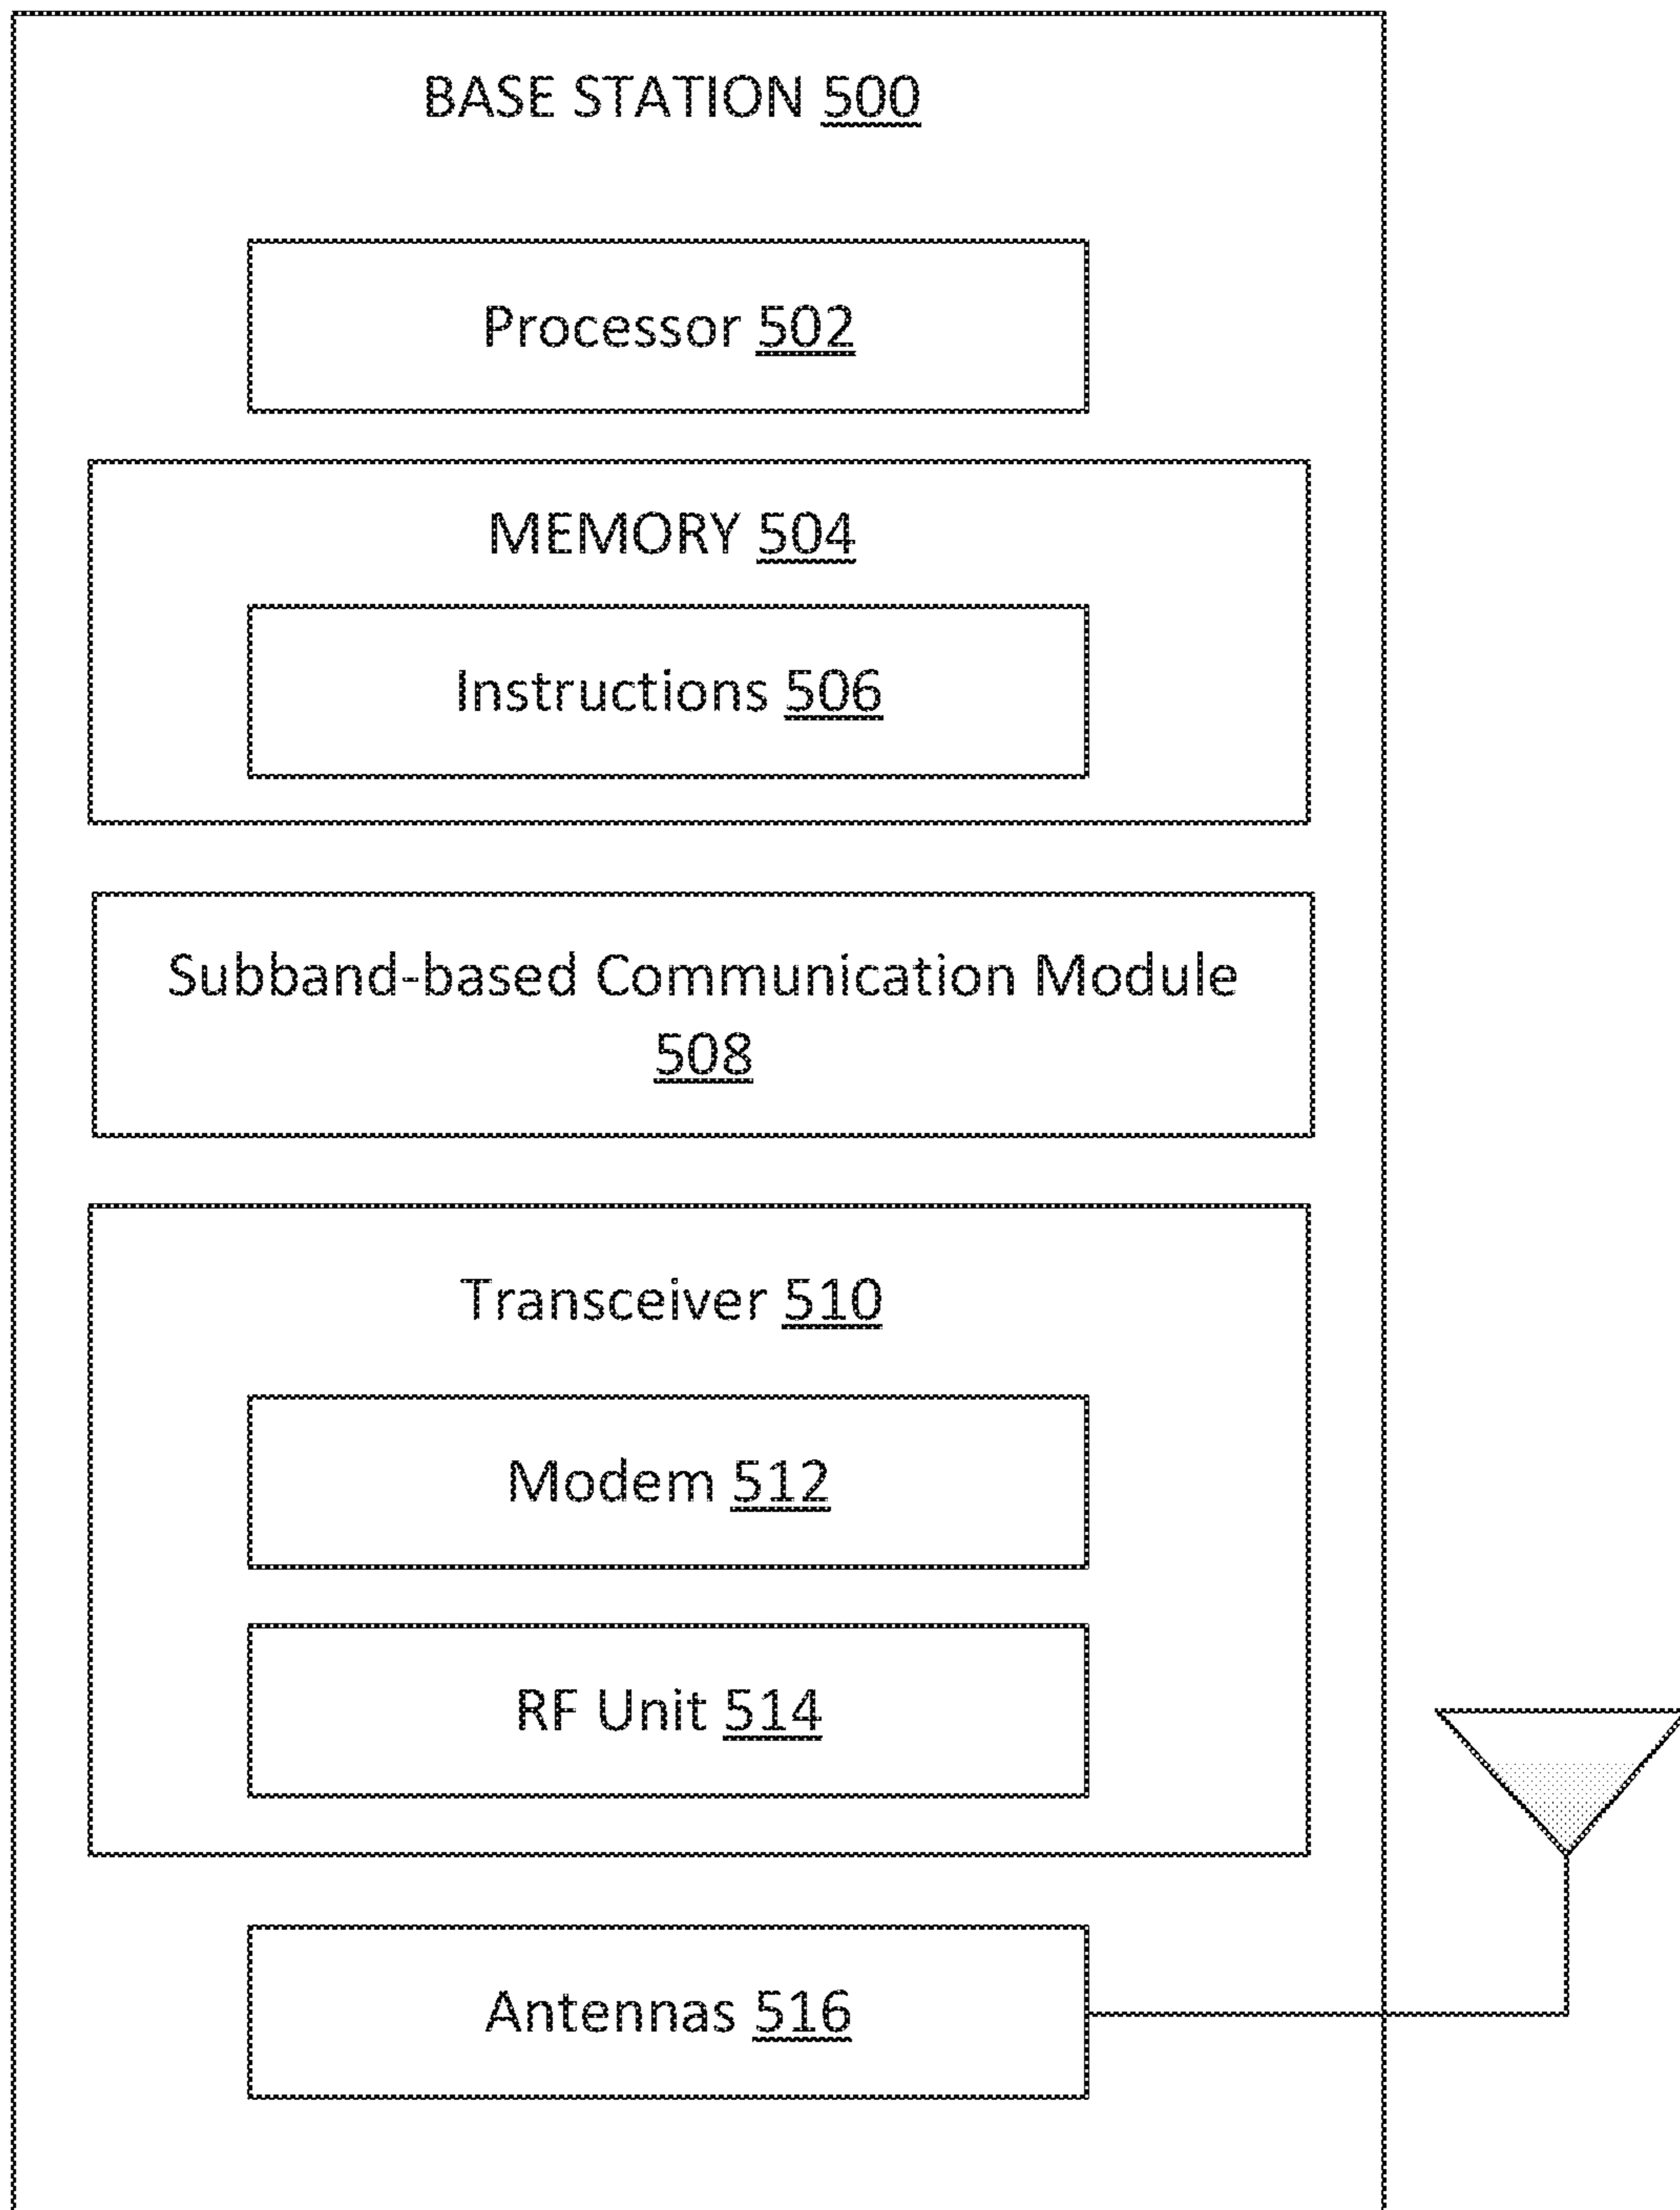 BASE STATION 500
Processor 502
MEMORY 504
Instructions 506
Subband-based Communication Module
508
Transceiver 510
Modem 512
RF Unit 514
Antennas 516